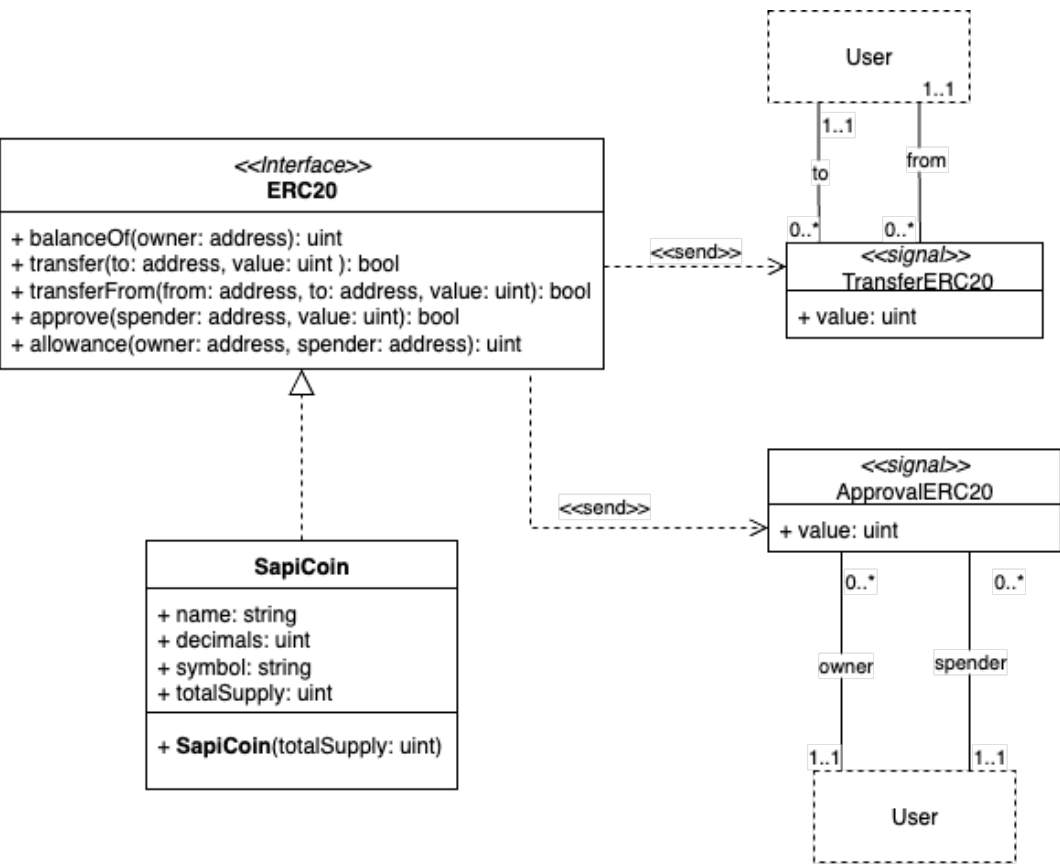 User
1..1
1..1
to
from
0..*
0..*
<<Interface>>
ERC20
+ balanceOf(owner: address): uint
+ transfer(to: address, value: uint ): bool
+ transferFrom(from: address, to: address, value: uint): bool
+ approve(spender: address, value: uint): bool
+ allowance(owner: address, spender: address): uint
<<send>>
<<signal>>
TransferERC20
+ value: uint
<<send>>
<<signal>>
ApprovalERC20
+ value: uint
SapiCoin
+ name: string
+ decimals: uint
+ symbol: string
+ totalSupply: uint
+ SapiCoin(totalSupply: uint)
0..*
0..*
owner
spender
1..1
1..1
User